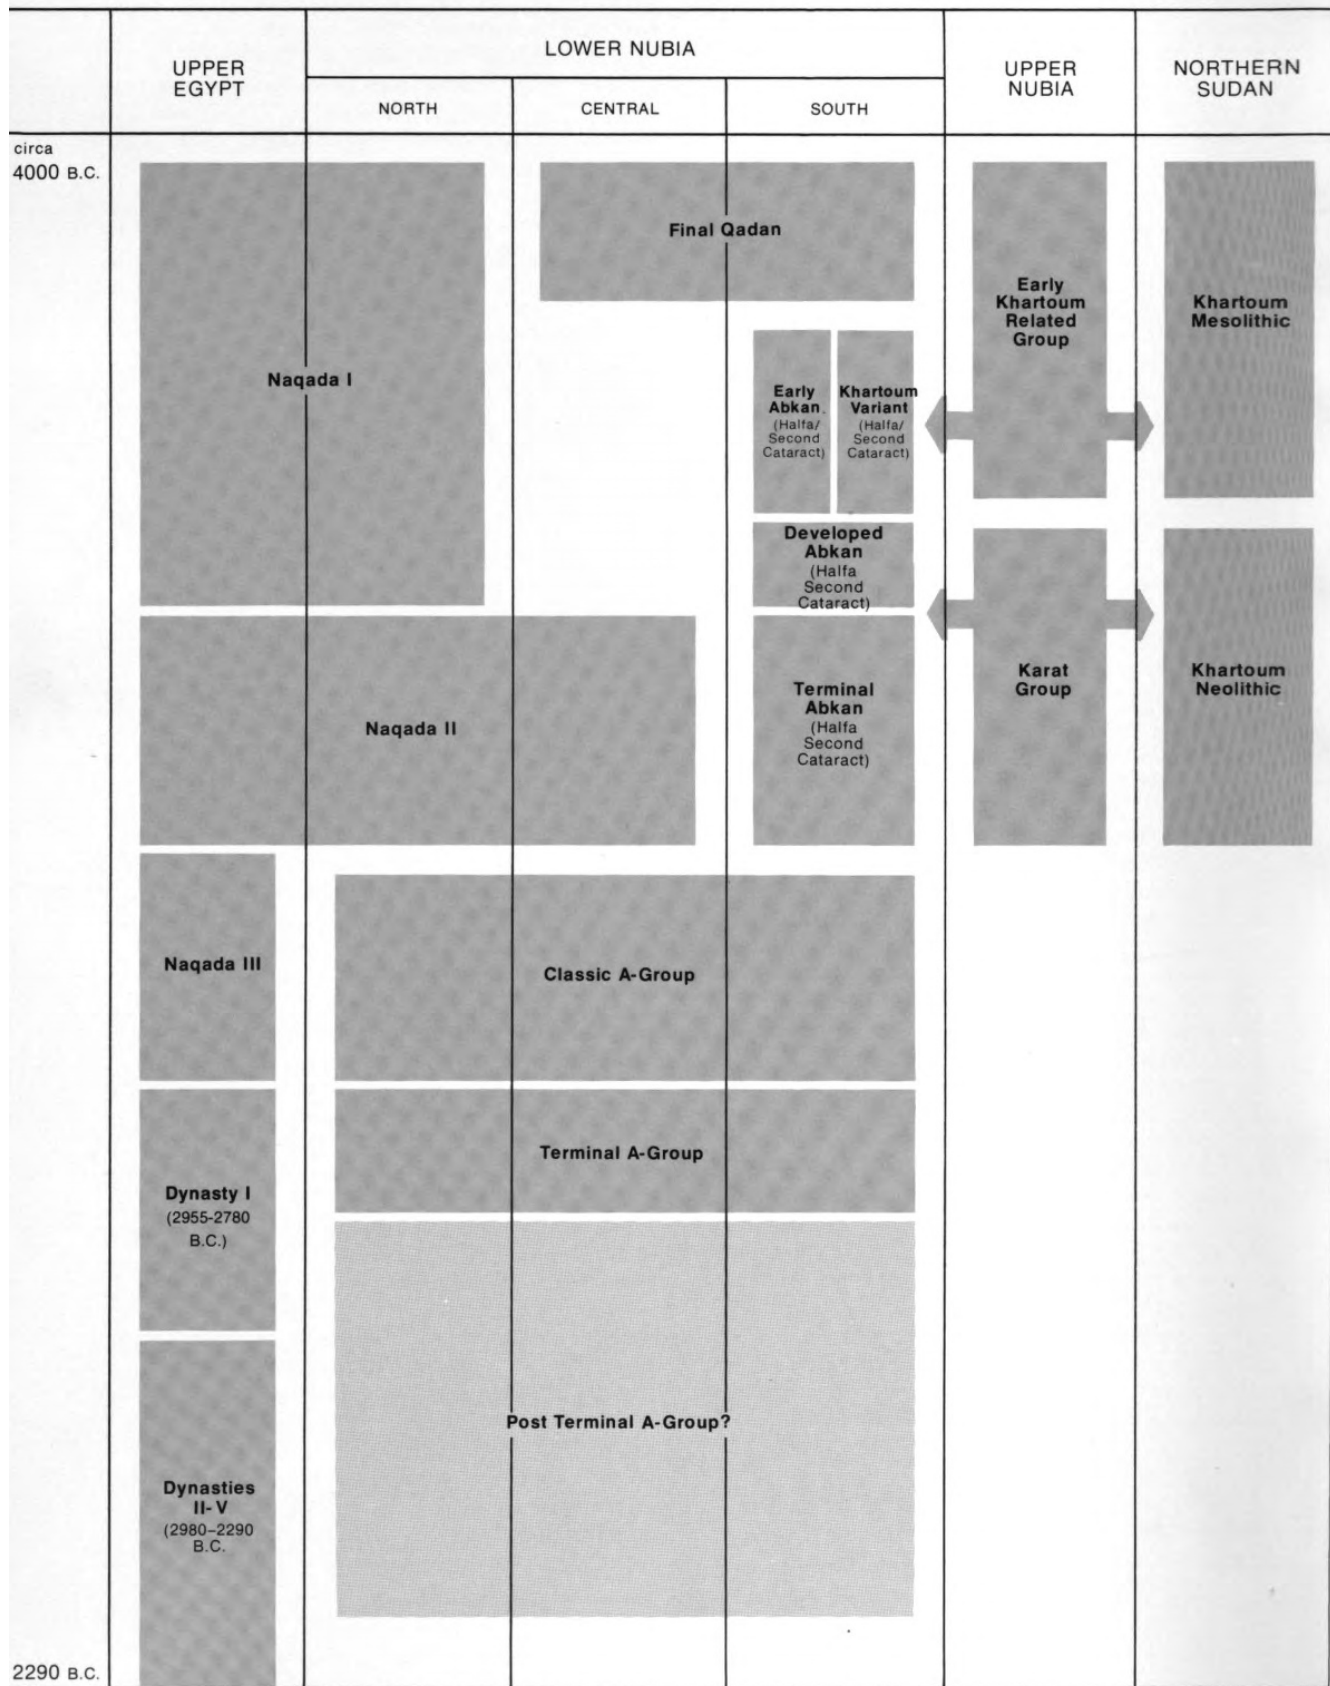 UPPER
EGYPT
LOWER NUBIA
NORTH
CENTRAL
SOUTH
UPPER
NUBIA
NORTHERN
SUDAN
circa
4000 B.C.
Naqada I
Final Qadan
Early
Abkan
(Halfa/
Second
Cataract)
Khartoum
Variant
(Halfa/
Second
Cataract)
Early
Khartoum
Related
Group
Khartoum
Mesolithic
Developed
Abkan
(Halfa
Second
Cataract)
Naqada II
Terminal
Abkan
(Halfa
Second
Cataract)
Karat
Group
Khartoum
Neolithic
Naqada III
Classic A-Group
Dynasty I
(2955-2780
B.C.)
Terminal A-Group
Post Terminal A-Group?
Dynasties
II-V
(2980–2290
B.C.
2290 B.C.